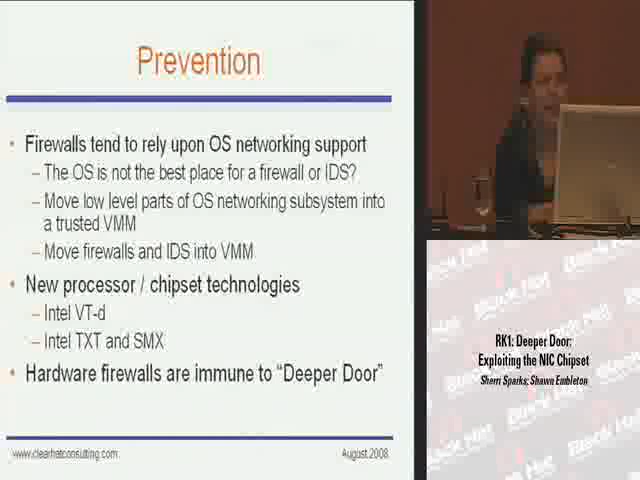 Prevention
• Firewalls tend to rely upon OS networking support
– The OS is not the best place for a firewall or IDS?
– Move low level parts of OS networking subsystem into
a trusted VMM
– Move firewalls and IDS into VMM
• New processor / chipset technologies
– Intel VT-d
– Intel TXT and SMX
• Hardware firewalls are immune to "Deeper Door"
www.clearhatconsulting.com
August 2008
RK1: Deeper Door:
Exploiting the NIC Chipset
Sherri Sparks; Shawn Embleton